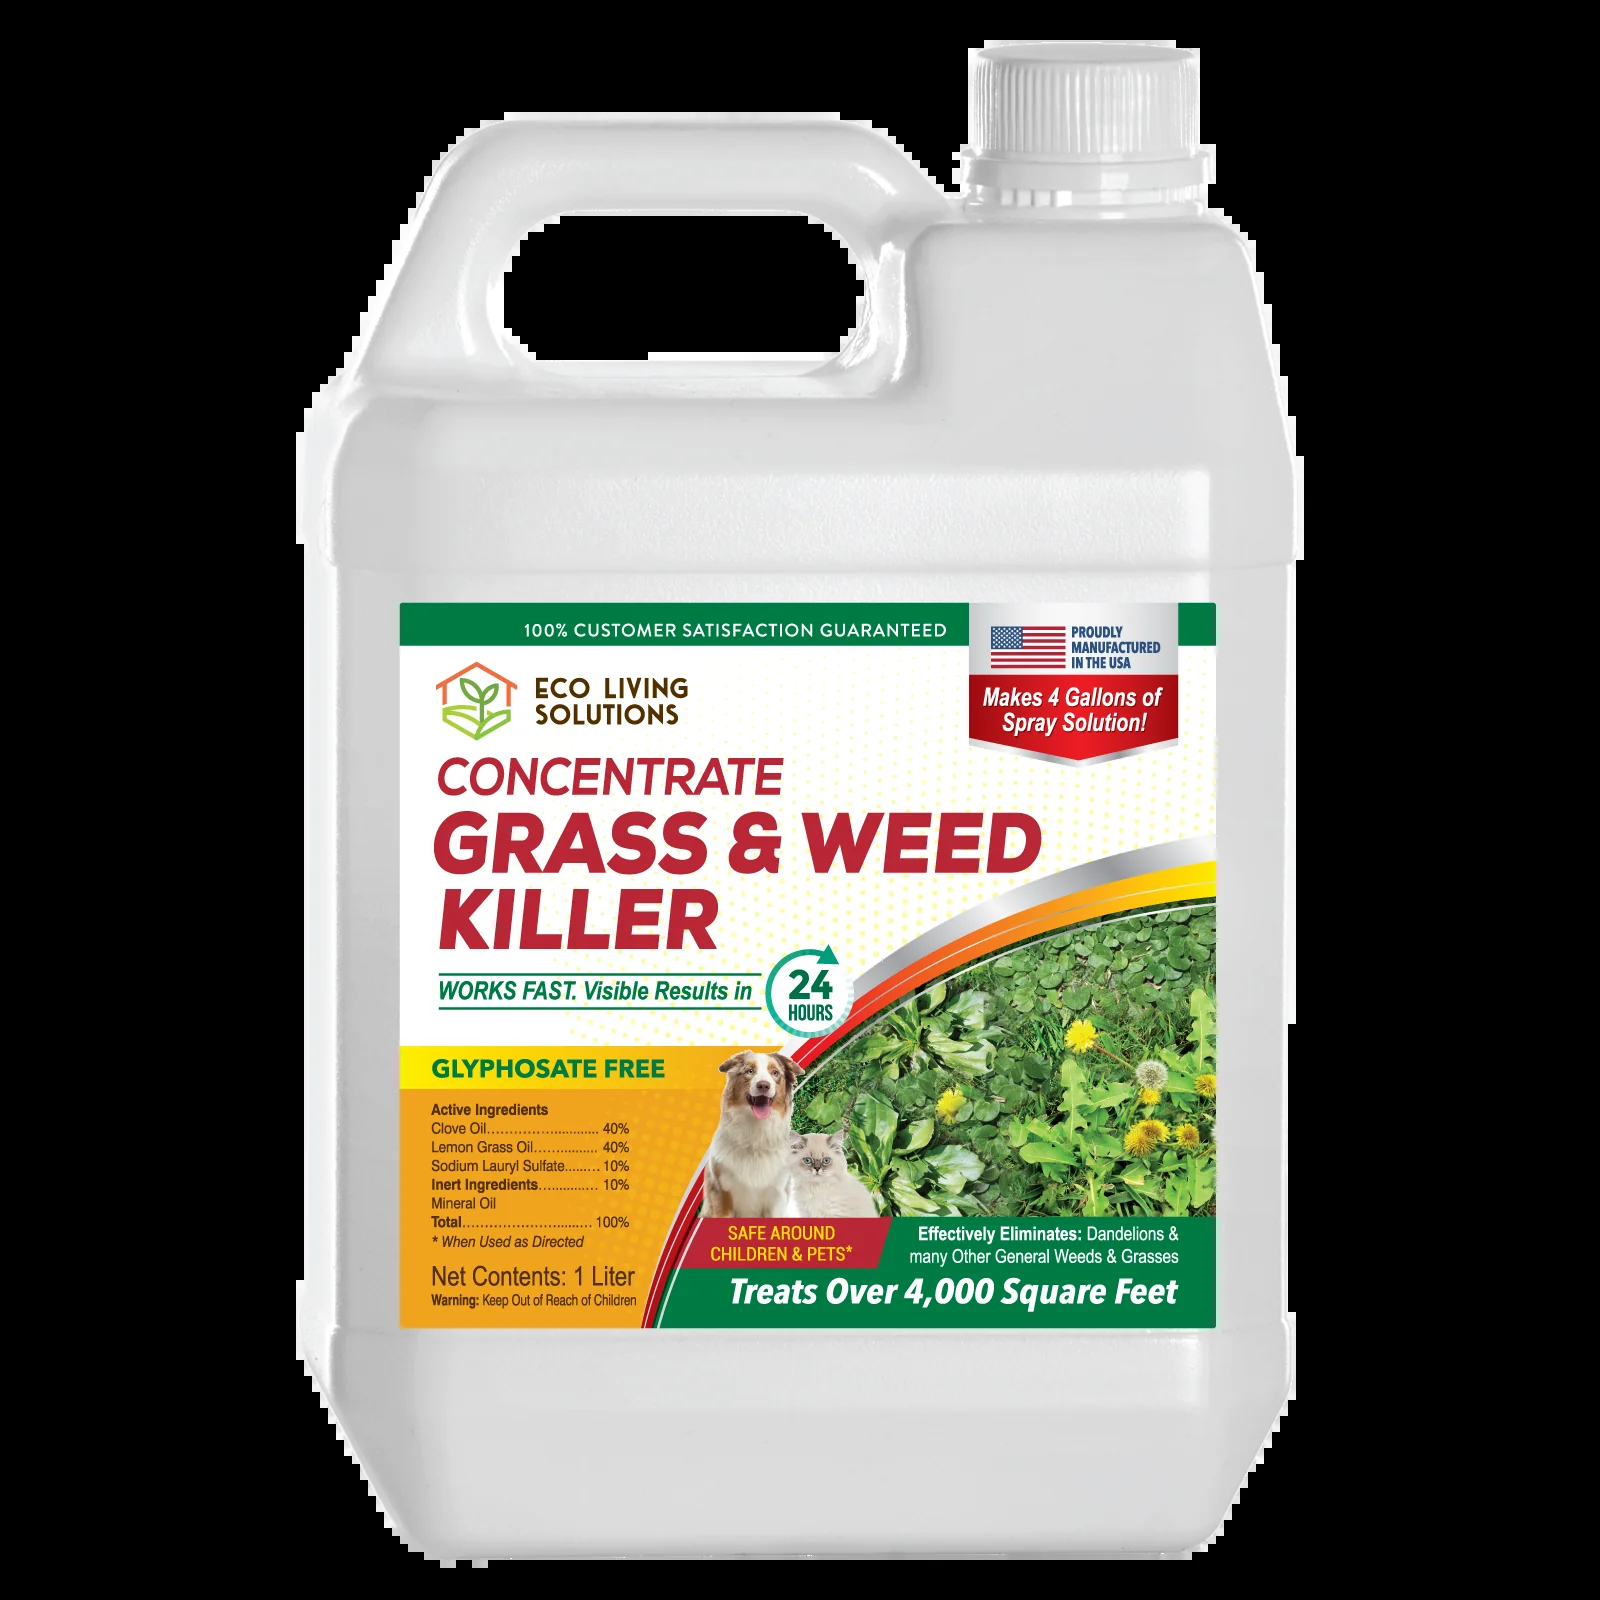 100% CUSTOMER SATISFACTION GUARANTEED
PROUDLY
MANUFACTURED
IN THE USA
Makes 4 Gallons of
Spray Solution!
ECO LIVING
SOLUTIONS
CONCENTRATE
GRASS & WEED
KILLER
WORKS FAST. Visible Results in
24
HOURS
GLYPHOSATE FREE
Active Ingredients
Clove Oil.............................. 40%
Lemon Grass Oil................ 40%
Sodium Lauryl Sulfate........ 10%
Inert Ingredients.............. 10%
Mineral Oil
Total.................................. 100%
* When Used as Directed
Net Contents: 1 Liter
Warning: Keep Out of Reach of Children
SAFE AROUND
CHILDREN & PETS*
Effectively Eliminates: Dandelions &
many Other General Weeds & Grasses
Treats Over 4,000 Square Feet